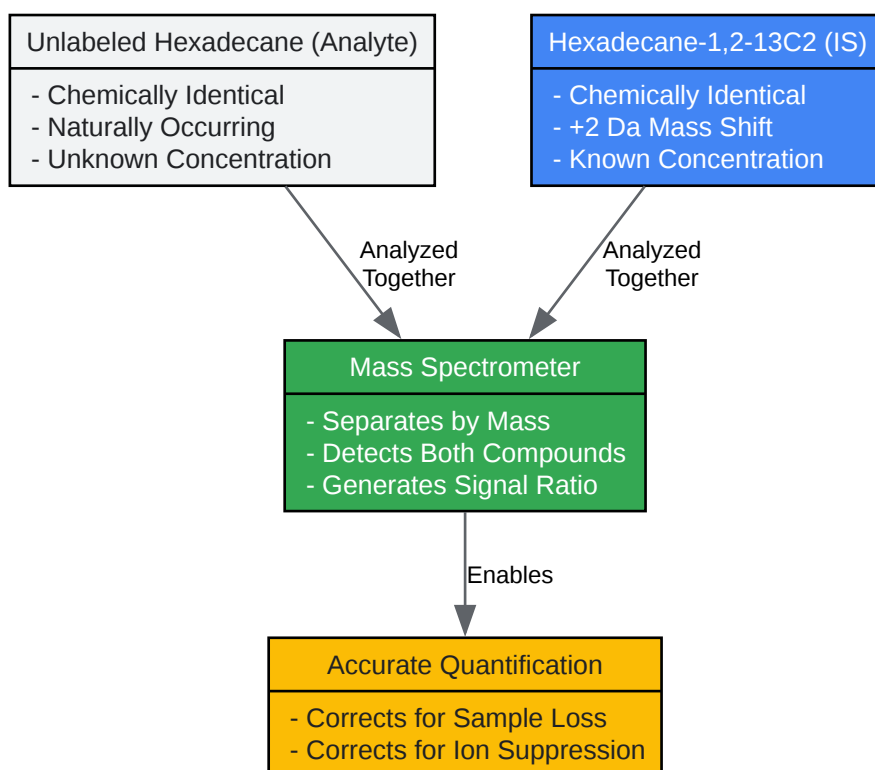 Unlabeled Hexadecane (Analyte)
- Chemically Identical
- Naturally Occurring
- Unknown Concentration
Hexadecane-1,2-13C2 (IS)
- Chemically Identical
- +2 Da Mass Shift
- Known Concentration
Analyzed
Together
Analyzed
Together
Mass Spectrometer
- Separates by Mass
- Detects Both Compounds
- Generates Signal Ratio
Enables
Accurate Quantification
- Corrects for Sample Loss
- Corrects for Ion Suppression